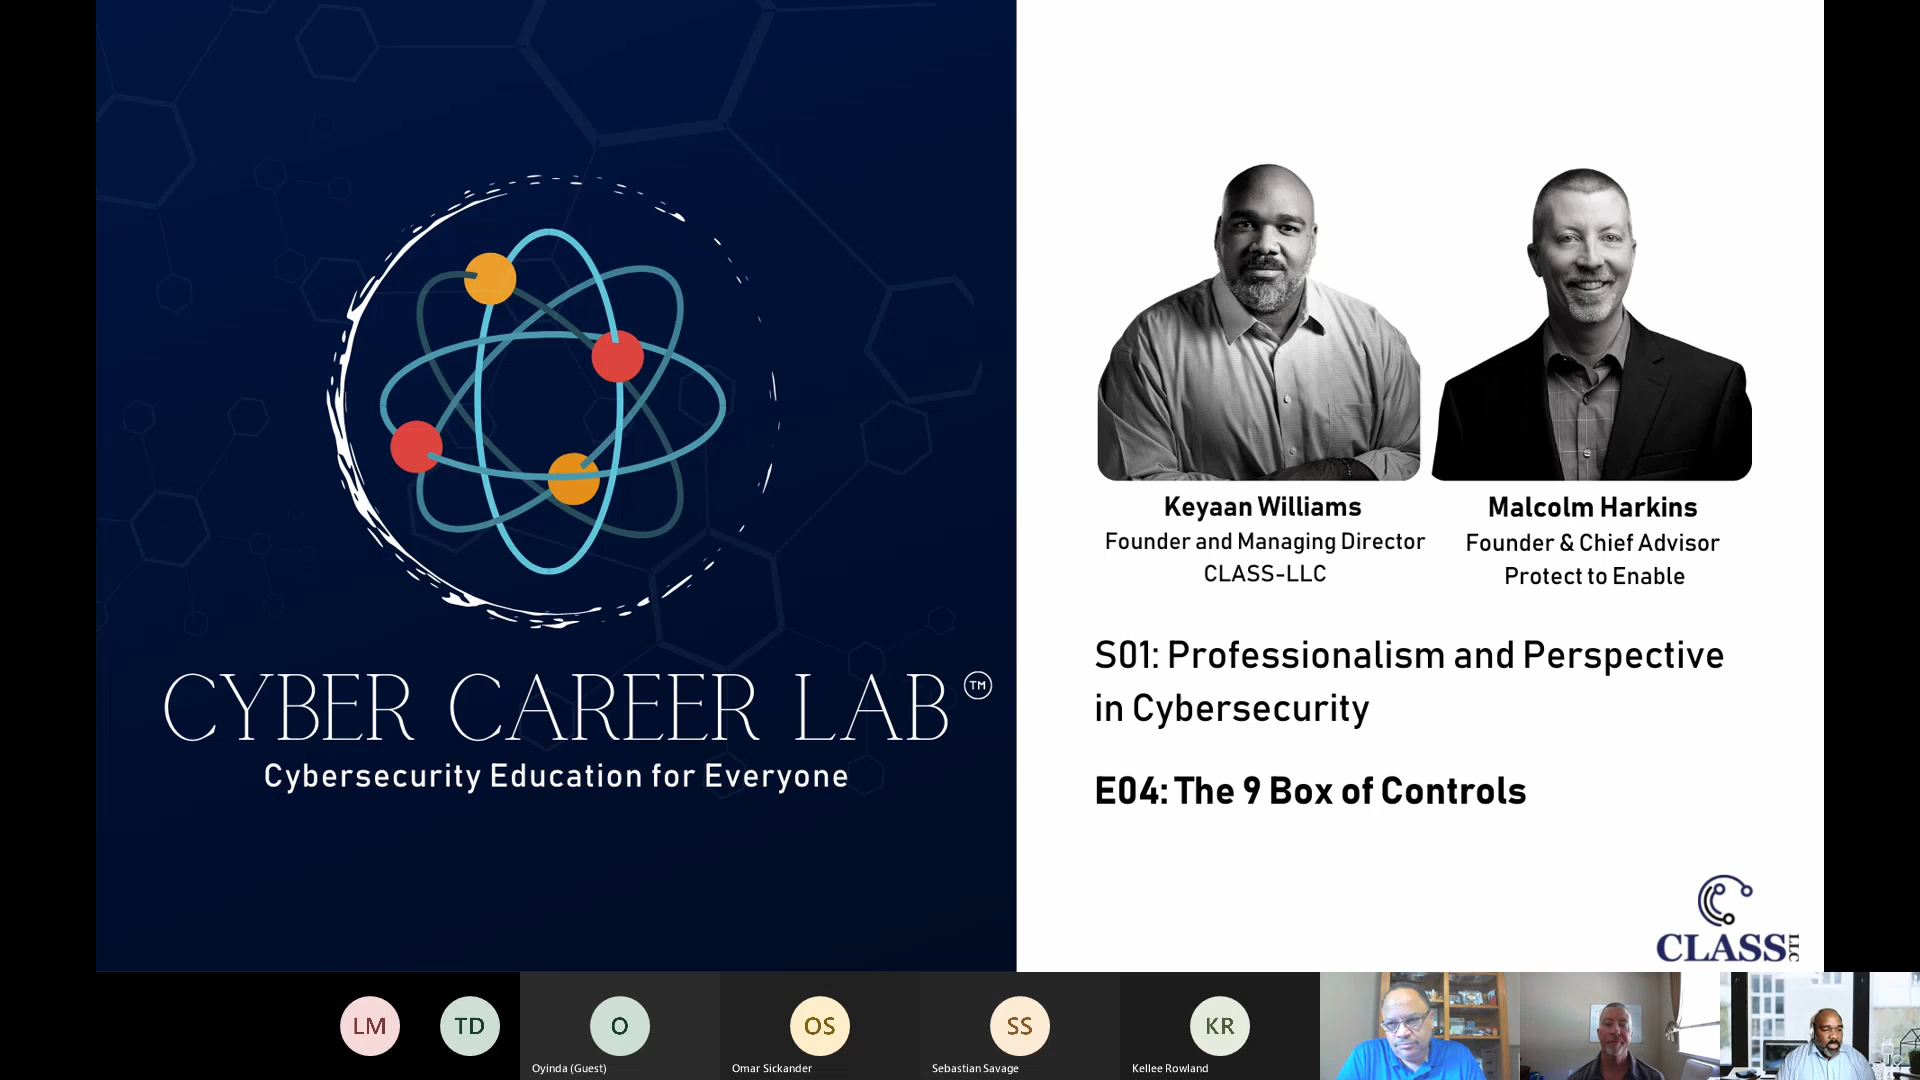 CYBER CAREER LAB™
Cybersecurity Education for Everyone
Keyaan Williams
Founder and Managing Director
CLASS-LLC
Malcolm Harkins
Founder & Chief Advisor
Protect to Enable
S01: Professionalism and Perspective
in Cybersecurity
E04: The 9 Box of Controls
CLASS LLC
LM
TD
O
OS
SS
KR
Oyinda (Guest)
Omar Sickander
Sebastian Savage
Kellee Rowland